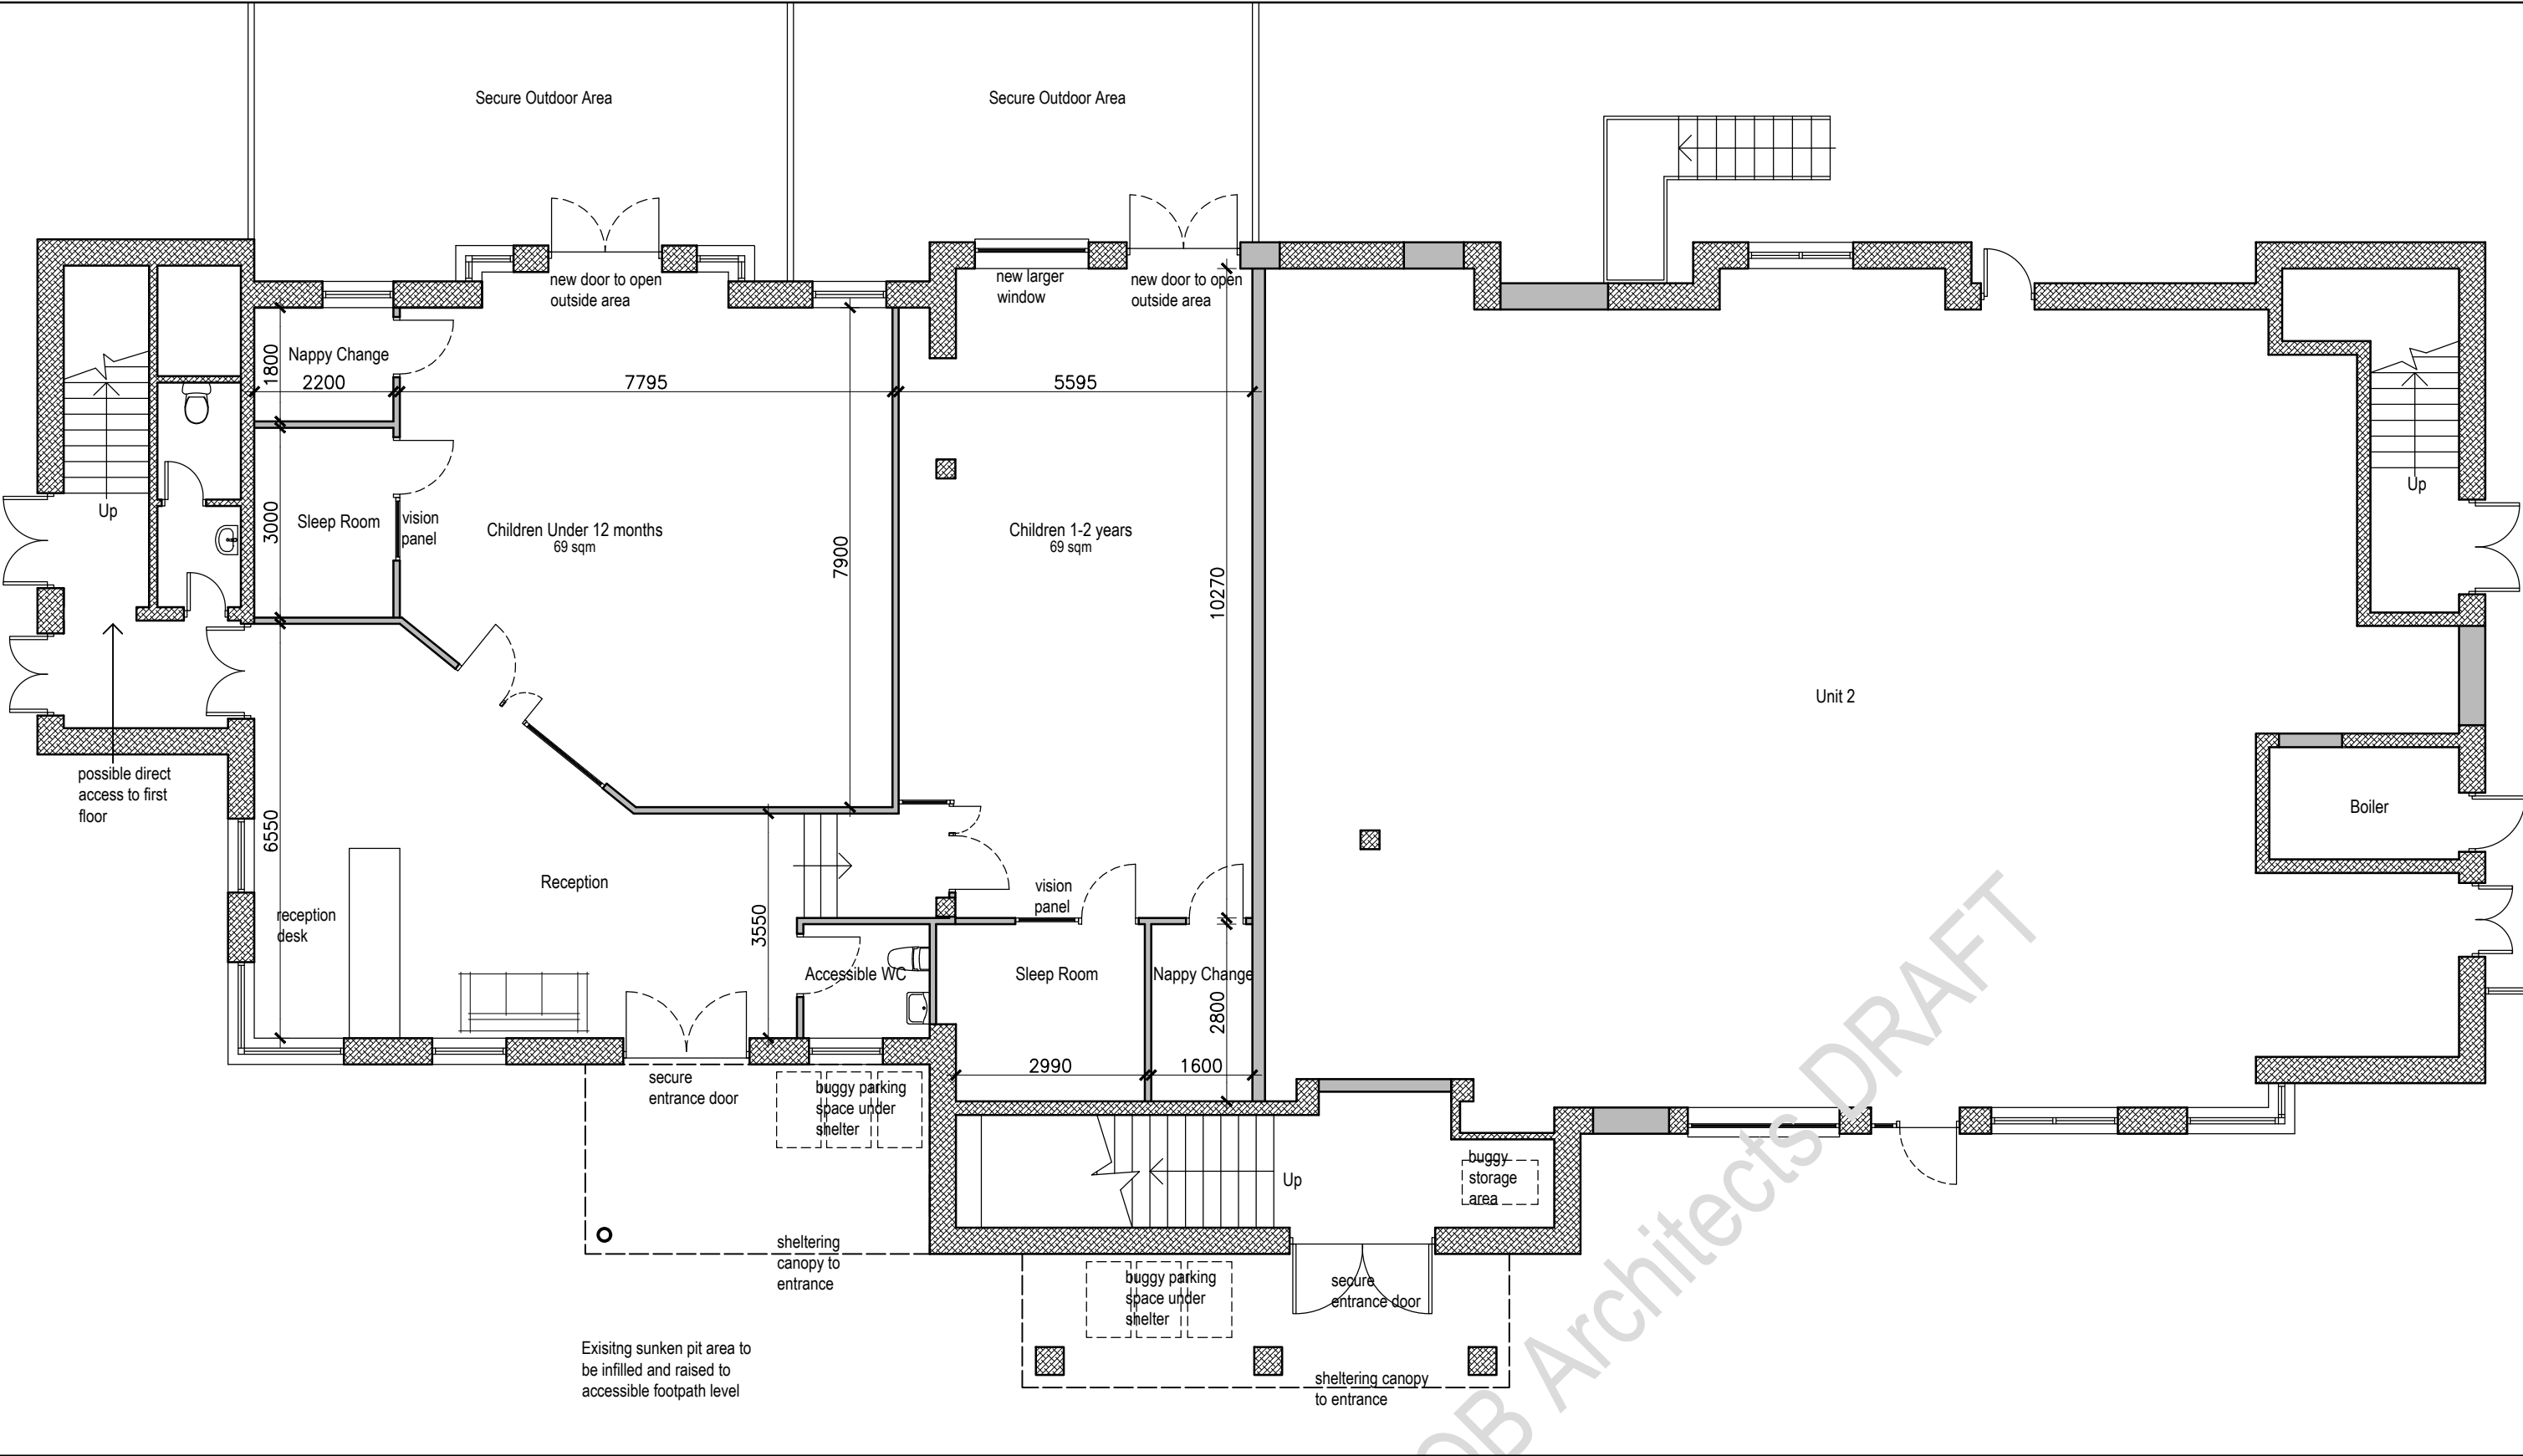 Secure Outdoor Area
Secure Outdoor Area
new door to open
outside area
new larger
window
new door to open
outside area
Nappy Change
1800
2200
7795
5595
Up
3000
Sleep Room
vision
panel
Children Under 12 months
69 sqm
7900
Children 1-2 years
69 sqm
10270
Up
Unit 2
possible direct
access to first
floor
6550
Boiler
Reception
reception
desk
3550
vision
panel
Accessible WC
Sleep Room
Nappy Change
2800
2990
1600
secure
entrance door
buggy parking
space under
shelter
Up
buggy
storage
area
sheltering
canopy to
entrance
buggy parking
space under
shelter
secure
entrance door
Exisitng sunken pit area to
be infilled and raised to
accessible footpath level
sheltering canopy
to entrance
OB Architects DRAFT